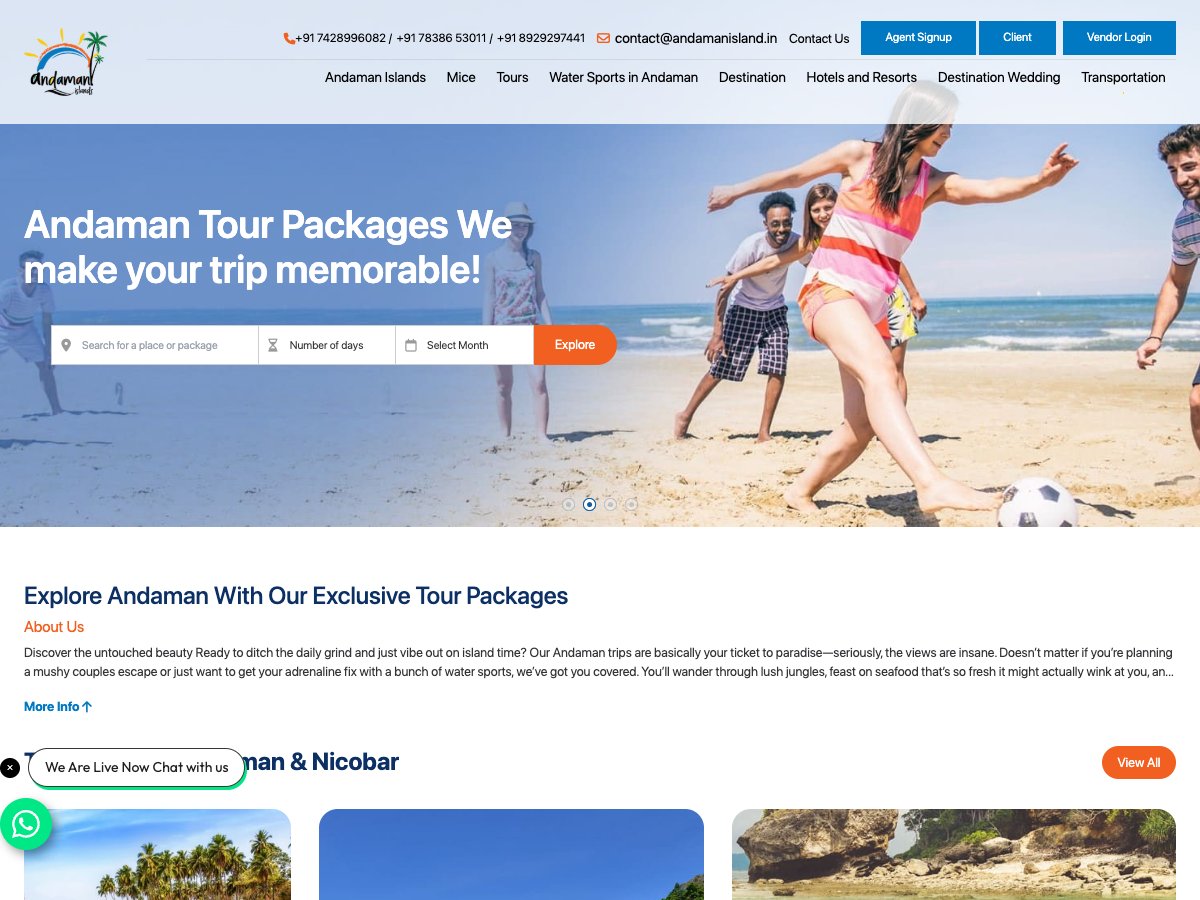 +91 7428996082 / +91 78386 53011 / +91 8929297441 contact@andamanisland.in Contact Us Agent Signup Client Vendor Login
andaman
islands
Andaman Islands Mice Tours Water Sports in Andaman Destination Hotels and Resorts Destination Wedding Transportation
Andaman Tour Packages We
make your trip memorable!
Search for a place or package Number of days Select Month Explore
Explore Andaman With Our Exclusive Tour Packages
About Us
Discover the untouched beauty Ready to ditch the daily grind and just vibe out on island time? Our Andaman trips are basically your ticket to paradise—seriously, the views are insane. Doesn’t matter if you’re planning
a mushy couples escape or just want to get your adrenaline fix with a bunch of water sports, we’ve got you covered. You’ll wander through lush jungles, feast on seafood that’s so fresh it might actually wink at you, an...
More Info
& Nicobar
View All
We Are Live Now Chat with us